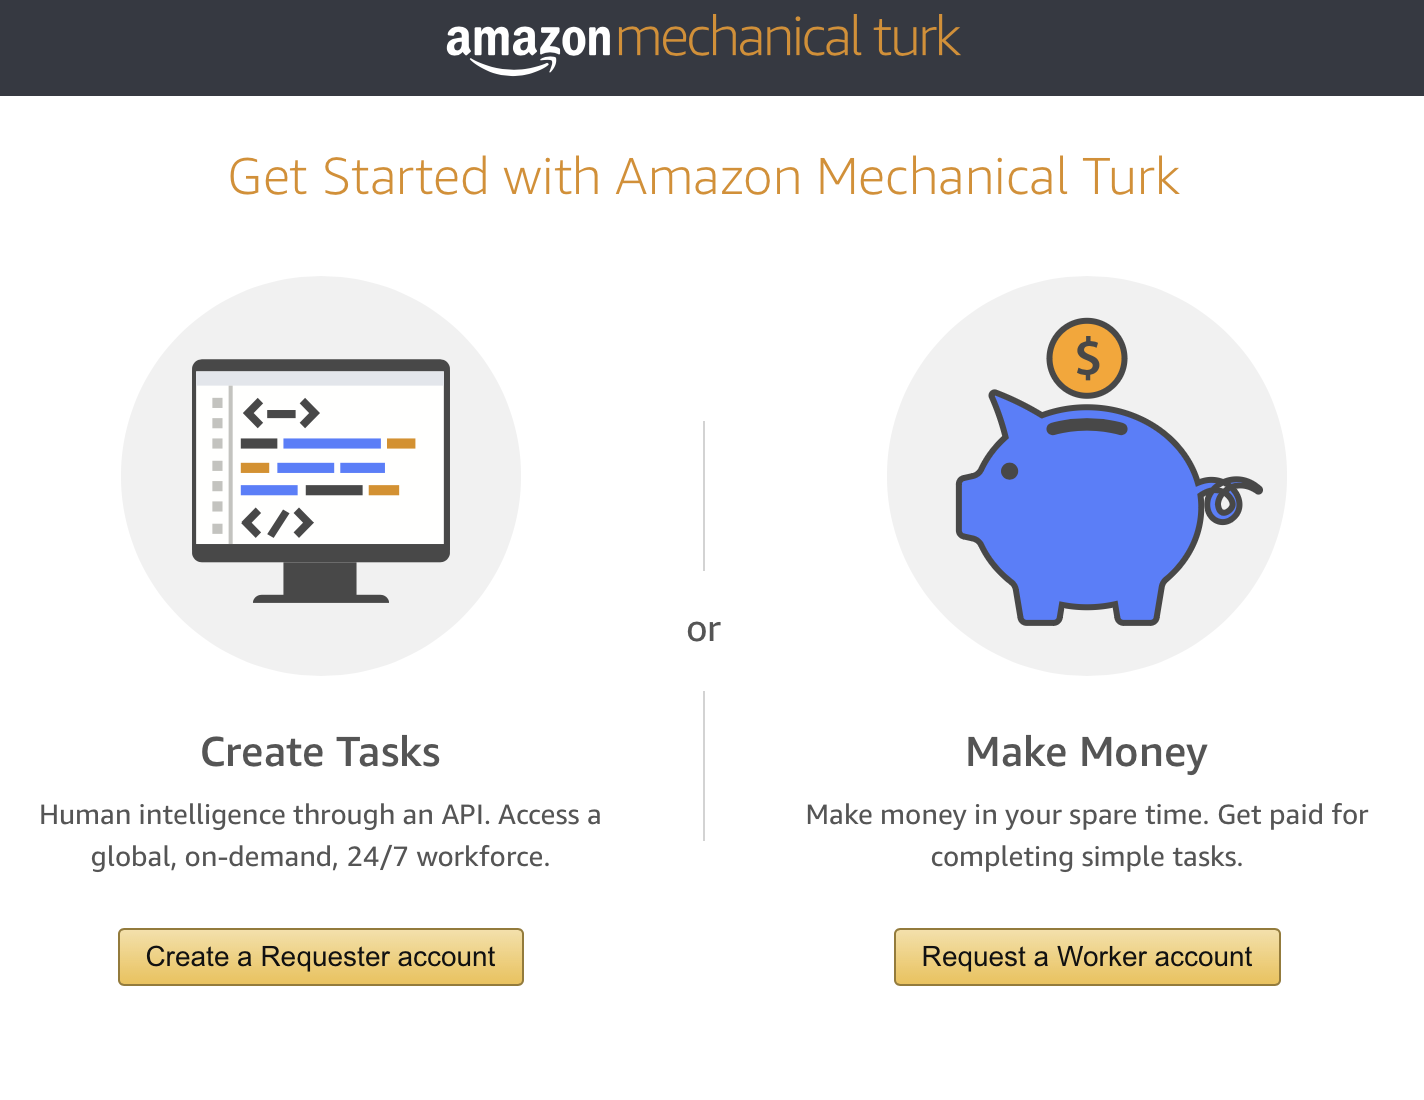 amazon mechanical turk
Get Started with Amazon Mechanical Turk
<->
</>
$
or
Create Tasks
Human intelligence through an API. Access a
global, on-demand, 24/7 workforce.
Create a Requester account
Make Money
Make money in your spare time. Get paid for
completing simple tasks.
Request a Worker account